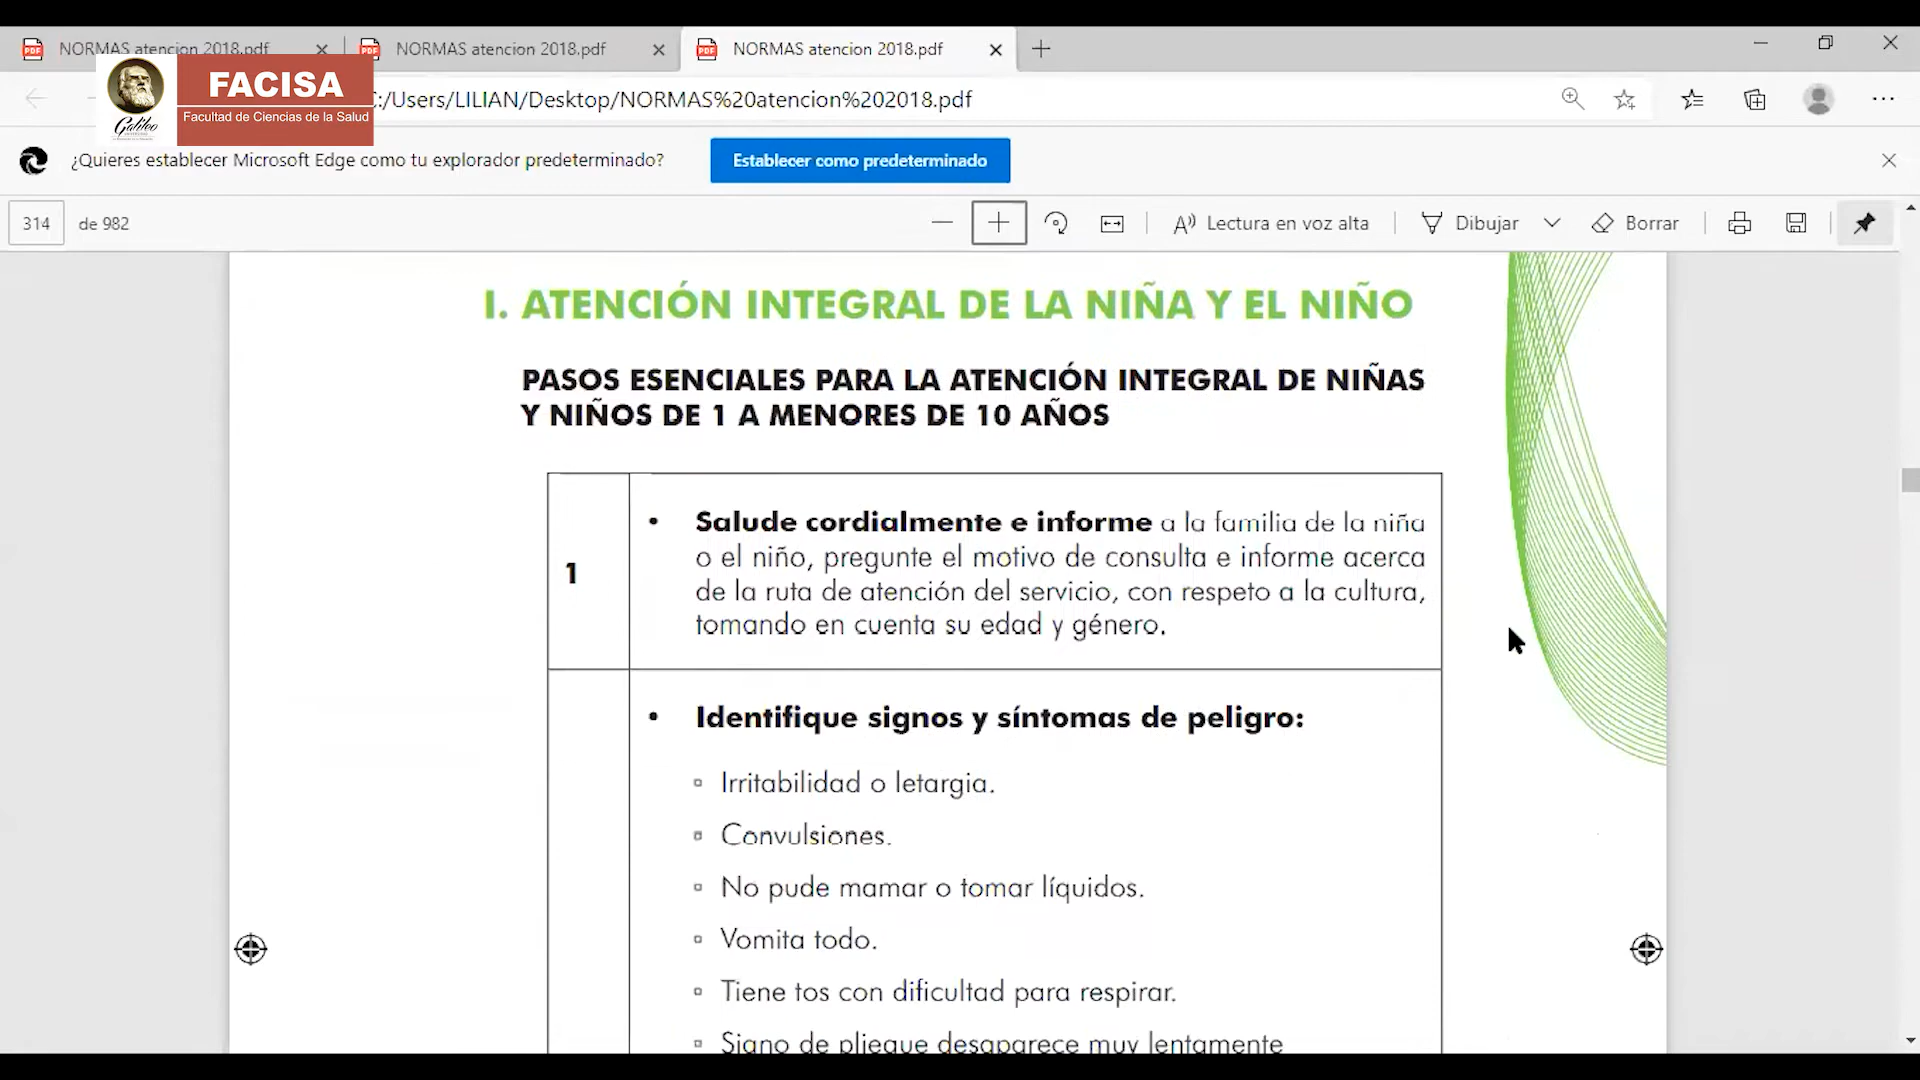 NORMAS atencion 2018.pdf
NORMAS atencion 2018.pdf
NORMAS atencion 2018.pdf
Galileo
FACISA
Facultad de Ciencias de la Salud
C:/Users/LILIAN/Desktop/NORMAS%20atencion%202018.pdf
¿Quieres establecer Microsoft Edge como tu explorador predeterminado?
Establecer como predeterminado
314 de 982
Lectura en voz alta
Dibujar
Borrar
I. ATENCIÓN INTEGRAL DE LA NIÑA Y EL NIÑO
PASOS ESENCIALES PARA LA ATENCIÓN INTEGRAL DE NIÑAS
Y NIÑOS DE 1 A MENORES DE 10 AÑOS
1
• Salude cordialmente e informe a la familia de la niña
o el niño, pregunte el motivo de consulta e informe acerca
de la ruta de atención del servicio, con respeto a la cultura,
tomando en cuenta su edad y género.
• Identifique signos y síntomas de peligro:
▫ Irritabilidad o letargia.
▫ Convulsiones.
▫ No pude mamar o tomar líquidos.
▫ Vomita todo.
▫ Tiene tos con dificultad para respirar.
▫ Signo de pliegue desaparece muy lentamente